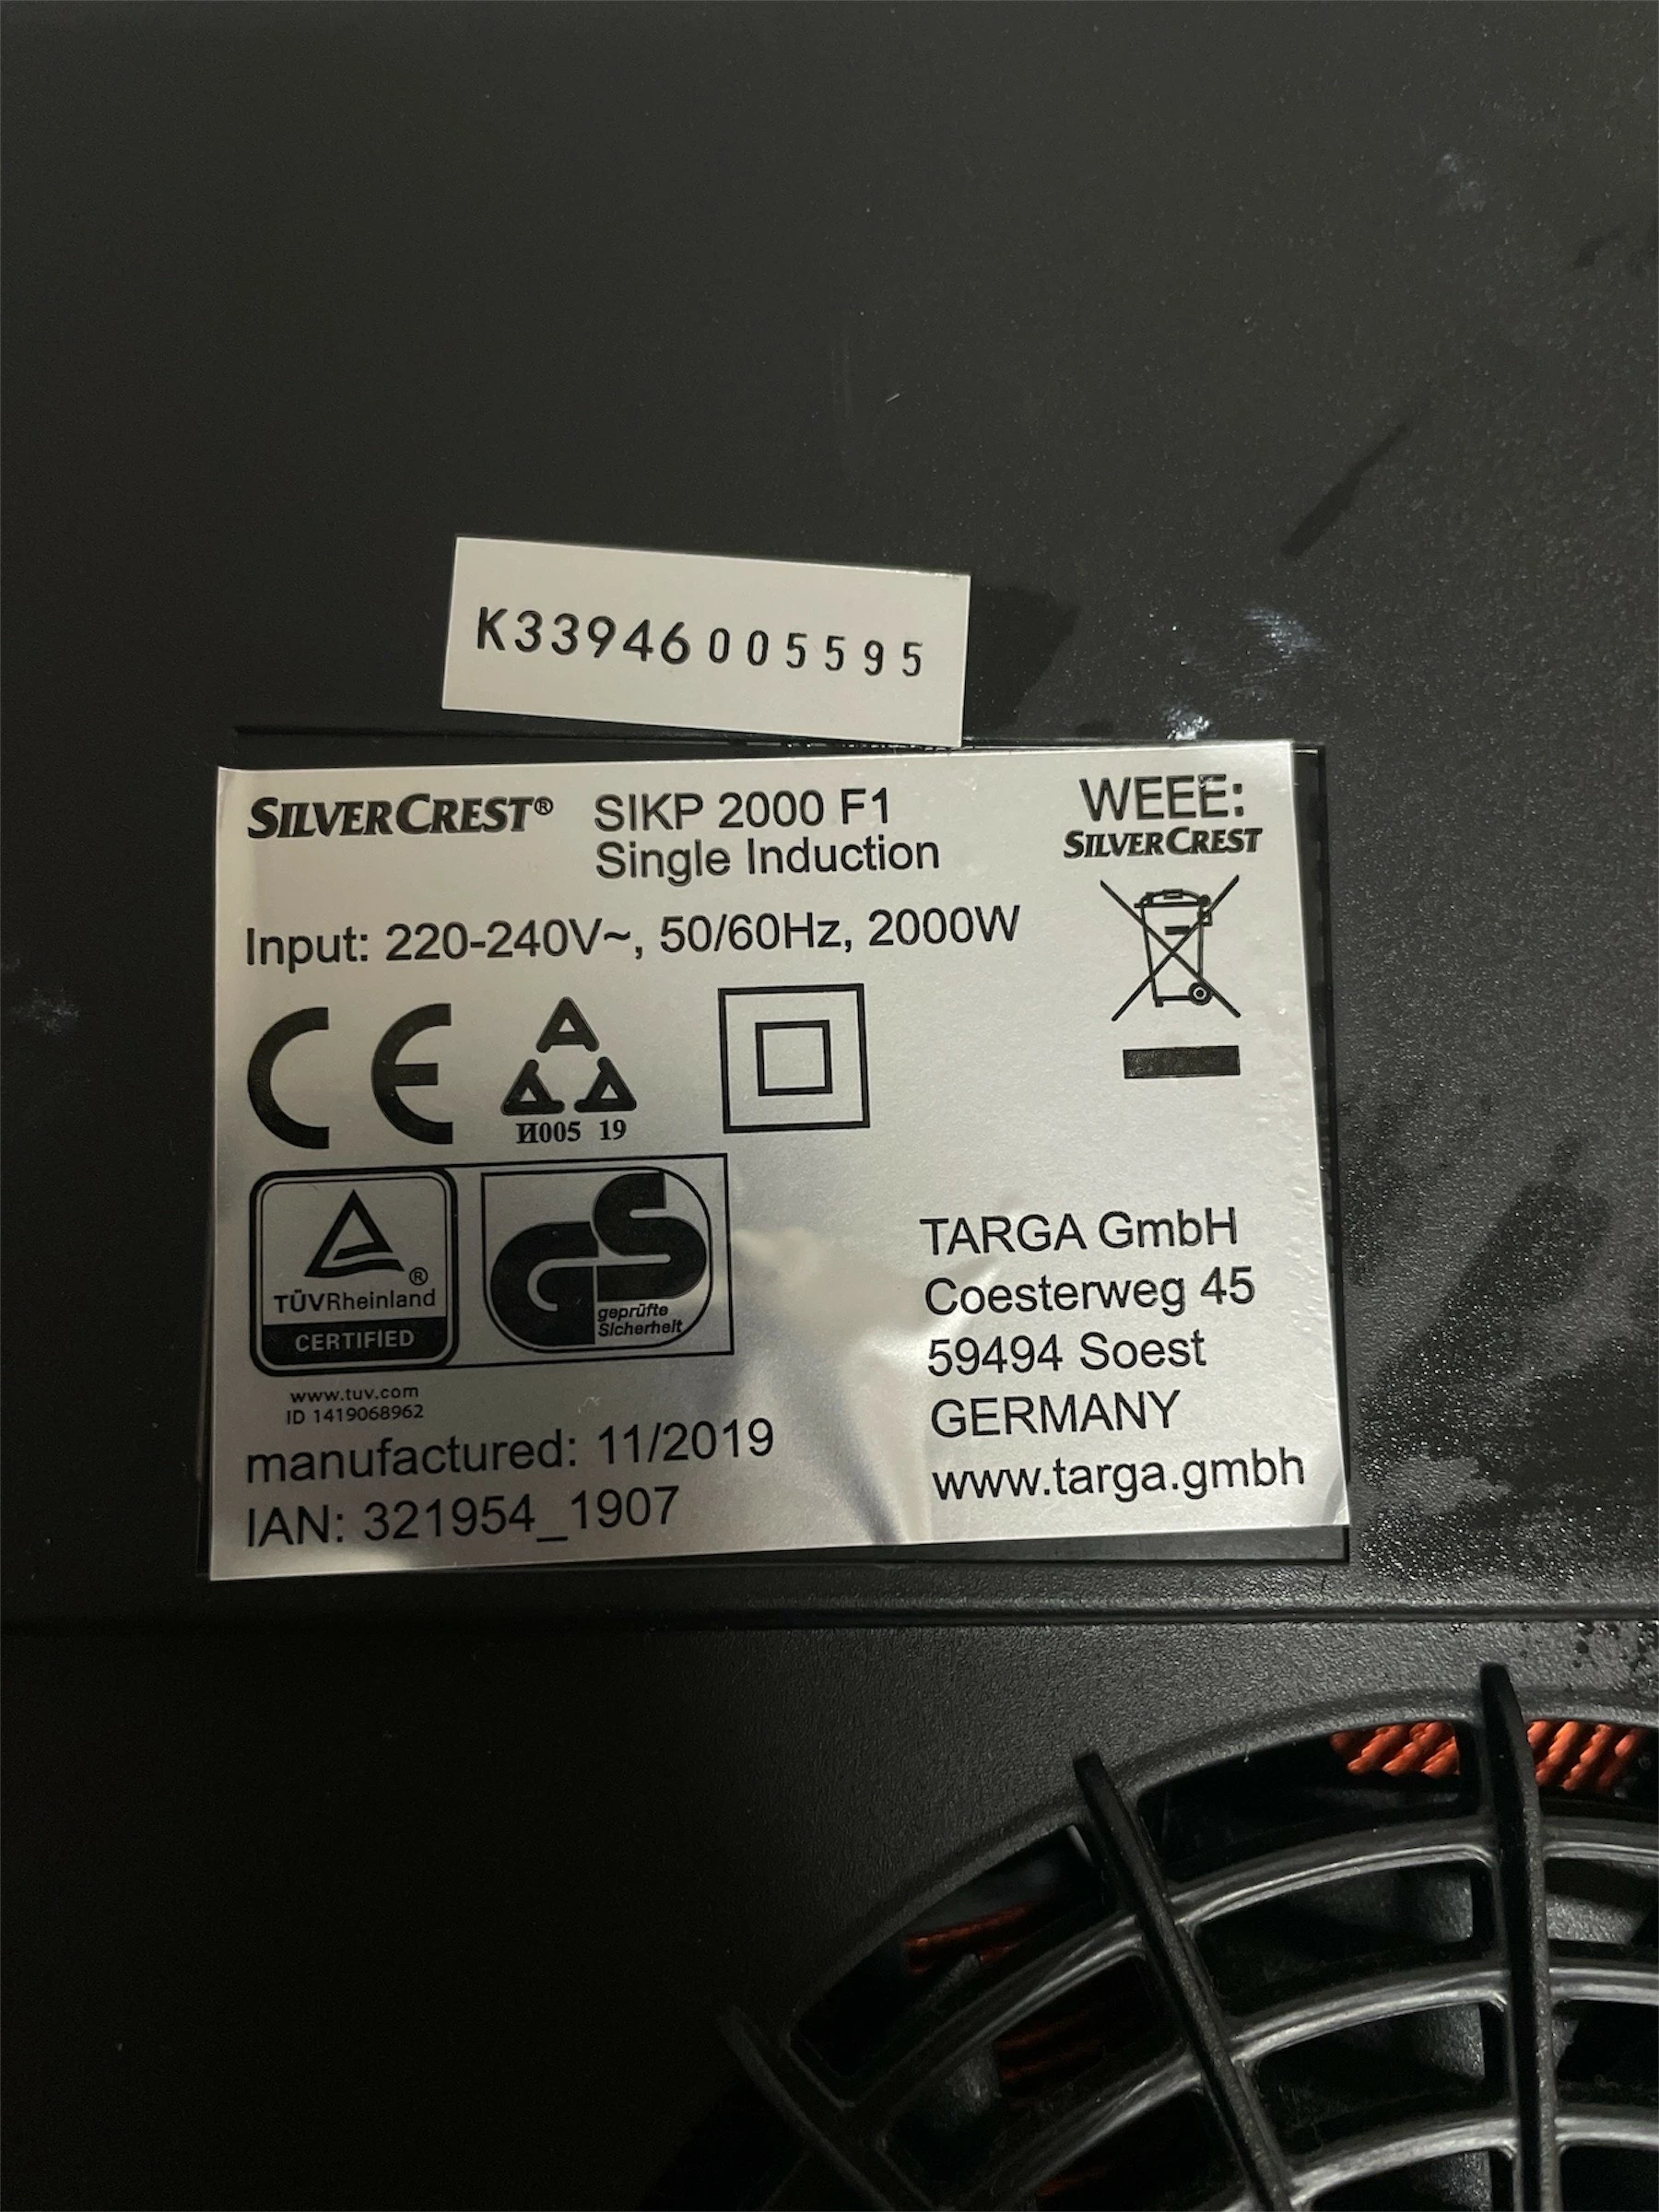 K33946005595
SILVERCREST® SIKP 2000 F1
Single Induction
WEEE:
SILVERCREST
Input: 220-240V~, 50/60Hz, 2000W
CE
И005 19
TÜVRheinland®
CERTIFIED
GS
geprüfte
Sicherheit
www.tuv.com
ID 1419068962
manufactured: 11/2019
IAN: 321954_1907
TARGA GmbH
Coesterweg 45
59494 Soest
GERMANY
www.targa.gmbh